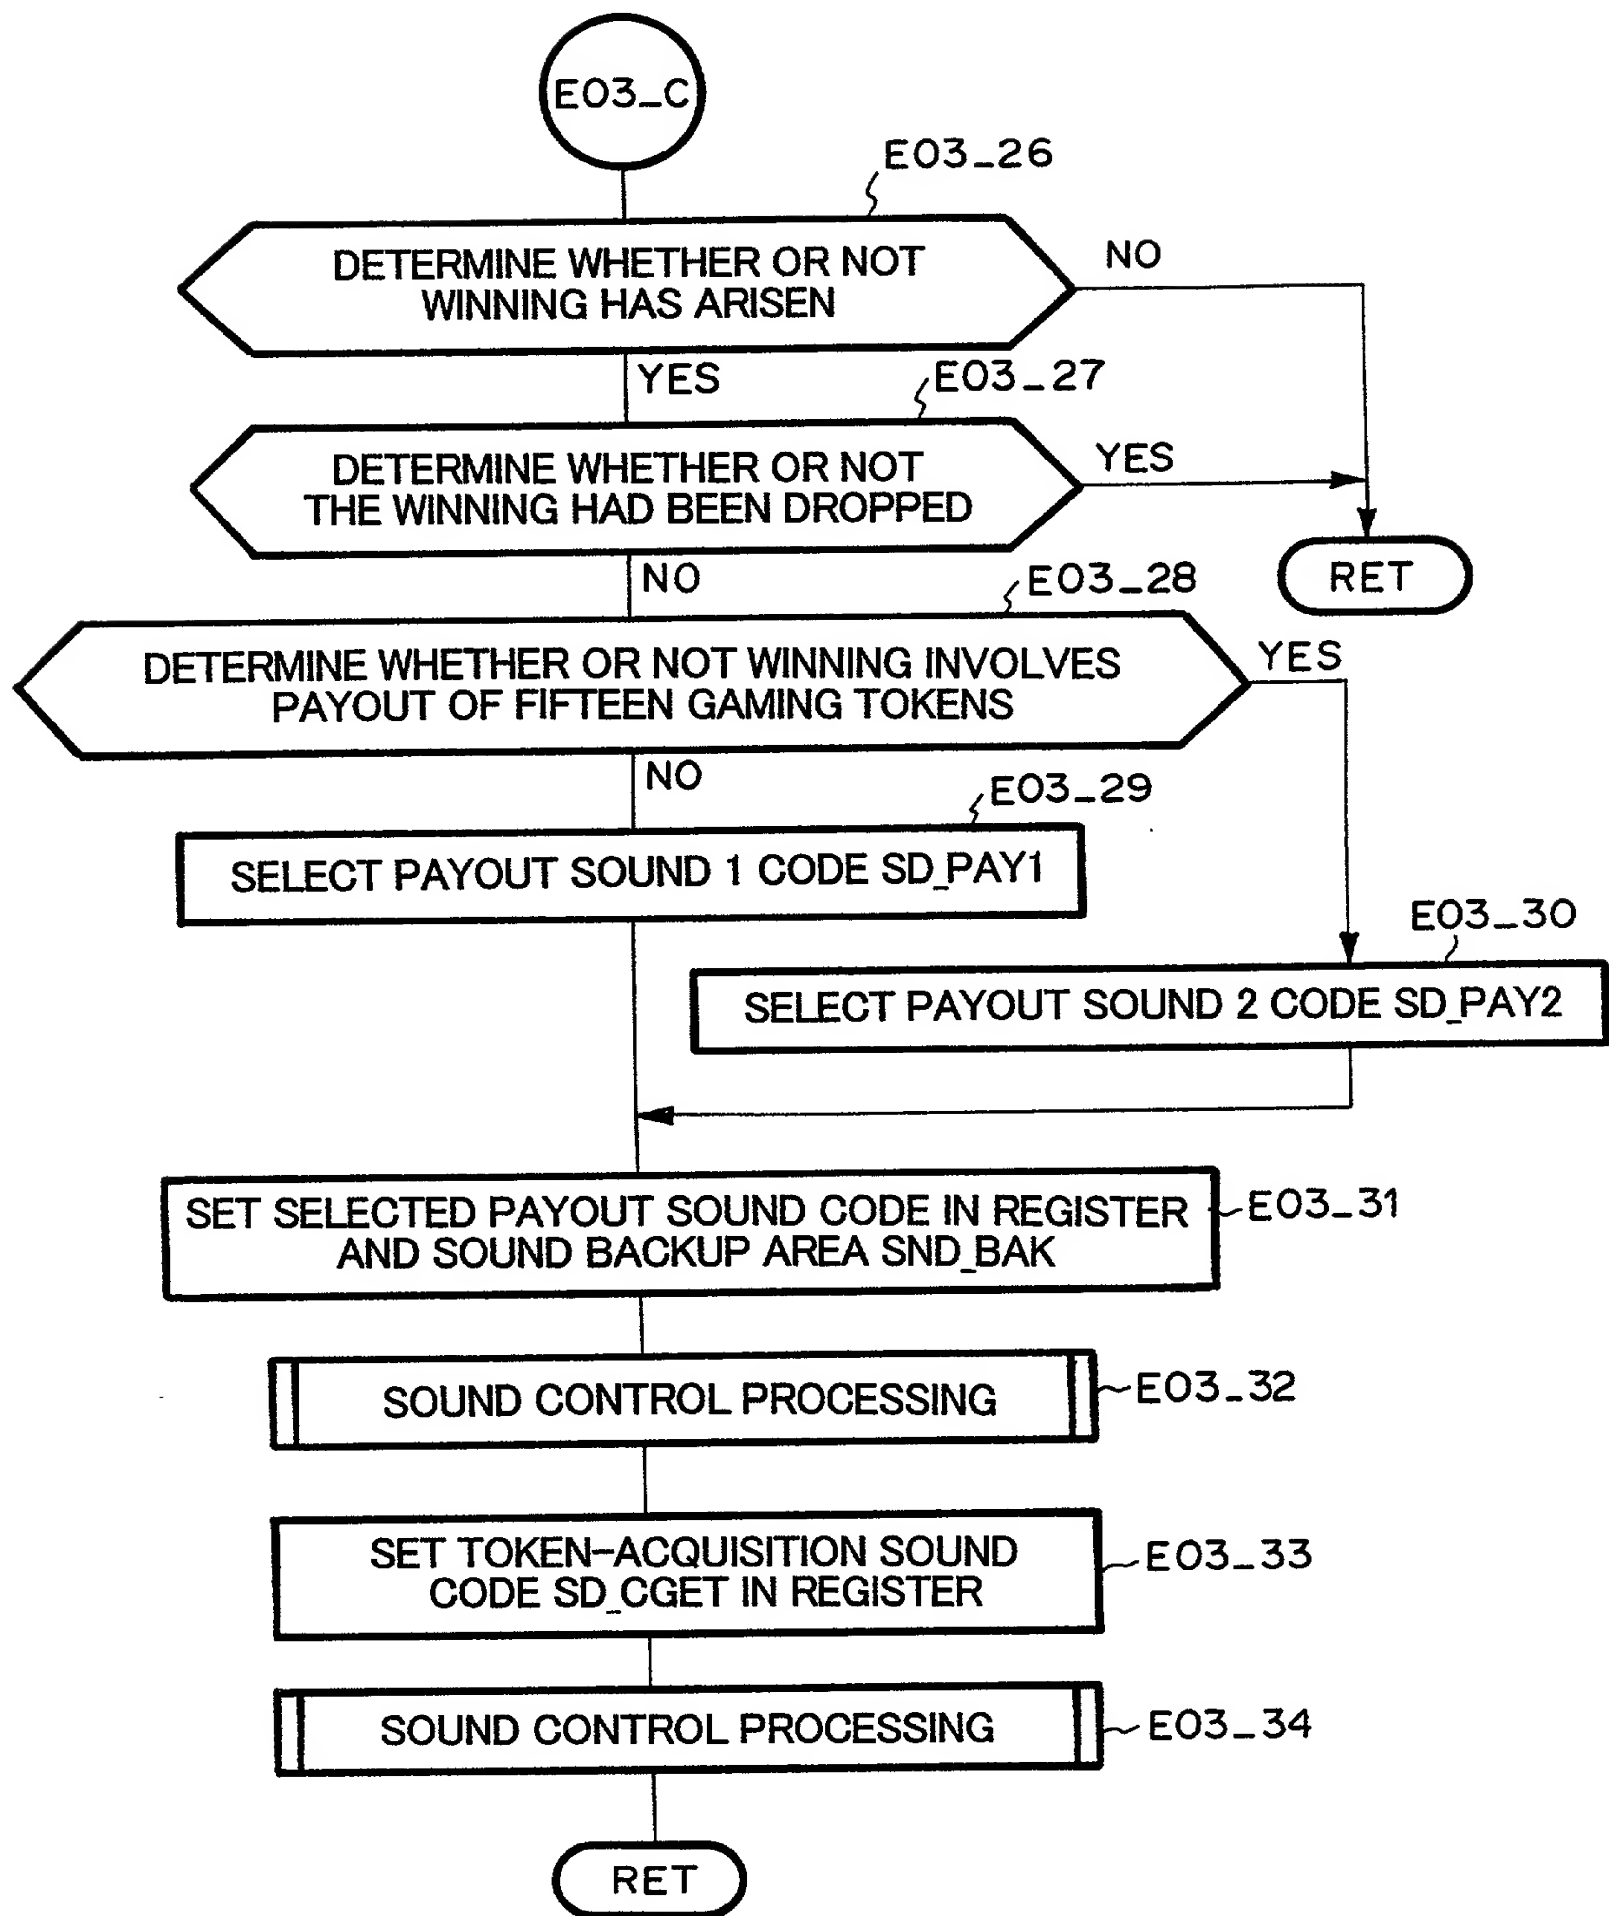 E03_C
E03_26
DETERMINE WHETHER OR NOT
WINNING HAS ARISEN
NO
YES
E03_27
DETERMINE WHETHER OR NOT
THE WINNING HAD BEEN DROPPED
YES
RET
NO
E03_28
DETERMINE WHETHER OR NOT WINNING INVOLVES
PAYOUT OF FIFTEEN GAMING TOKENS
YES
NO
E03_29
SELECT PAYOUT SOUND 1 CODE SD_PAY1
E03_30
SELECT PAYOUT SOUND 2 CODE SD_PAY2
SET SELECTED PAYOUT SOUND CODE IN REGISTER
AND SOUND BACKUP AREA SND_BAK
E03_31
SOUND CONTROL PROCESSING
E03_32
SET TOKEN-ACQUISITION SOUND
CODE SD_CGET IN REGISTER
E03_33
SOUND CONTROL PROCESSING
E03_34
RET